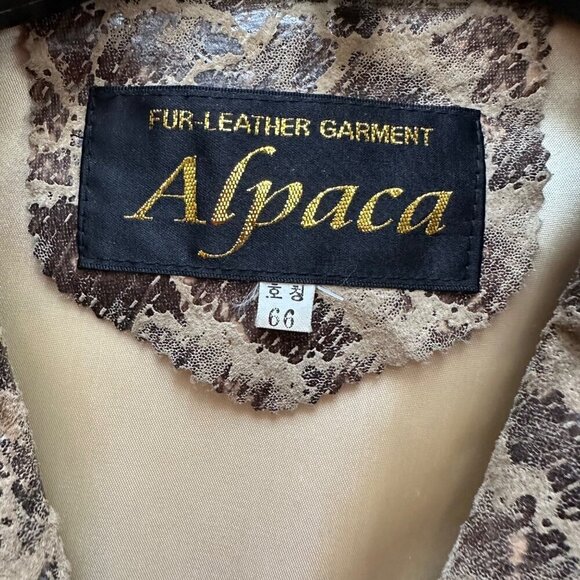 FUR-LEATHER GARMENT
Alpaca
호칭
66